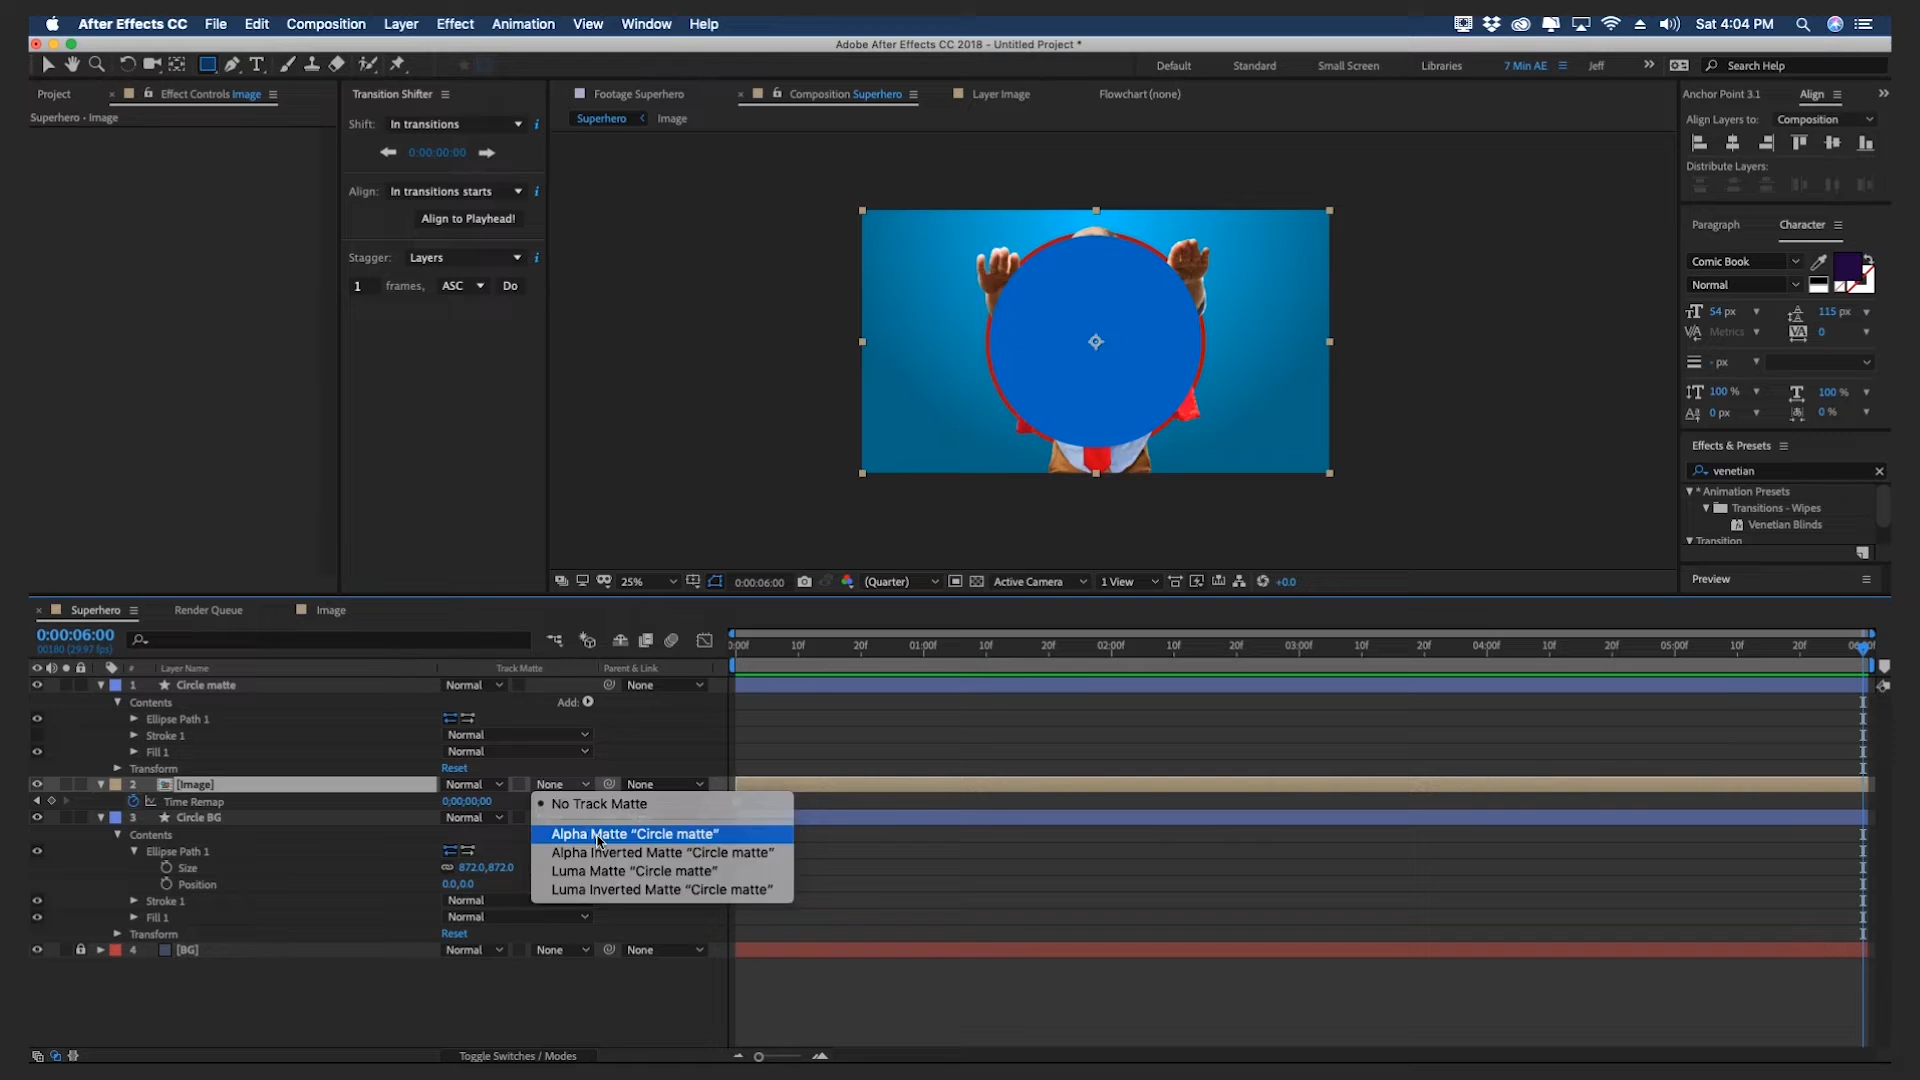 After Effects CC File Edit Composition Layer Effect Animation View Window Help Sat 4:04 PM
Adobe After Effects CC 2018 - Untitled Project *
Default Standard Small Screen Libraries 7 Min AE Jeff Search Help
Project Effect Controls Image Transition Shifter Footage Superhero Composition Superhero Layer Image Flowchart (none) Anchor Point 3.1 Align
Superhero • Image
Superhero Image
Shift: In transitions
0:00:00:00
Align: In transitions starts
Align to Playhead!
Stagger: Layers
1 frames, ASC Do
Align Layers to: Composition
Distribute Layers:
Paragraph Character
Comic Book
Normal
54 px 115 px
Metrics 0
- px
100 % 100 %
0 px 0 %
Effects & Presets
venetian
* Animation Presets
Transitions - Wipes
Venetian Blinds
Transition
Preview
25% 0:00:06:00 (Quarter) Active Camera 1 View +0.0
Superhero Render Queue Image
0:00:06:00
00180 (29.97 fps)
0:00f 10f 20f 01:00f 10f 20f 02:00f 10f 20f 03:00f 10f 20f 04:00f 10f 20f 05:00f 10f 20f
# Layer Name Track Matte Parent & Link
1 Circle matte Normal None
Contents Add:
Ellipse Path 1
Stroke 1 Normal
Fill 1 Normal
Transform Reset
2 [Image] Normal None None
Time Remap 0;00;00;00
3 Circle BG Normal
Contents
Ellipse Path 1
Size 872.0,872.0
Position 0.0,0.0
Stroke 1 Normal
Fill 1 Normal
Transform Reset
4 [BG] Normal None None
No Track Matte
Alpha Matte “Circle matte”
Alpha Inverted Matte “Circle matte”
Luma Matte “Circle matte”
Luma Inverted Matte “Circle matte”
Toggle Switches / Modes